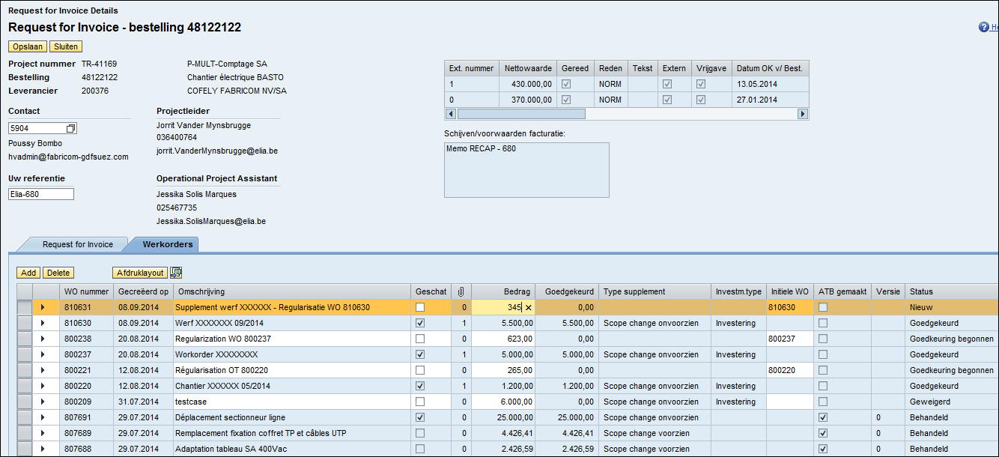 Request for Invoice Details
Request for Invoice - bestelling 48122122
He
Opslaan Sluiten
Project nummer TR-41169 P-MULT-Comptage SA
Bestelling 48122122 Chantier électrique BASTO
Leverancier 200376 COFELY FABRICOM NV/SA
Ext. nummer Nettowaarde Gereed Reden Tekst Extern Vrijgave Datum OK v/ Best.
1 430.000,00 NORM 13.05.2014
0 370.000,00 NORM 27.01.2014
Contact Projectleider
5904 Jorrit Vander Mynsbrugge
Poussy Bombo 036400764
hvadmin@fabricom-gdfsuez.com jorrit.VanderMynsbrugge@elia.be
Schijven/voorwaarden facturatie:
Memo RECAP - 680
Uw referentie Operational Project Assistant
Elia-680 Jessika Solis Marques
025467735
Jessika.SolisMarques@elia.be
Request for Invoice Werkorders
Add Delete Afdruklayout
WO nummer Gecreëerd op Omschrijving Geschat Bedrag Goedgekeurd Type supplement Investm.type Initiele WO ATB gemaakt Versie Status
810631 08.09.2014 Supplement werf XXXXXX - Regularisatie WO 810630 0 345 0,00 810630 Nieuw
810630 08.09.2014 Werf XXXXXXX 09/2014 1 5.500,00 5.500,00 Scope change onvoorzien Investering Goedgekeurd
800238 20.08.2014 Regularization WO 800237 0 623,00 0,00 800237 Goedkeuring begonnen
800237 20.08.2014 Workorder XXXXXXXX 1 5.000,00 5.000,00 Scope change onvoorzien Investering Goedgekeurd
800221 12.08.2014 Régularisation OT 800220 0 265,00 0,00 800220 Goedkeuring begonnen
800220 12.08.2014 Chantier XXXXXX 05/2014 1 1.200,00 1.200,00 Scope change onvoorzien Investering Goedgekeurd
800209 31.07.2014 testcase 0 6.000,00 0,00 Scope change onvoorzien Investering Geweigerd
807691 29.07.2014 Déplacement sectionneur ligne 0 25.000,00 25.000,00 Scope change onvoorzien 0 Behandeld
807689 29.07.2014 Remplacement fixation coffret TP et câbles UTP 0 4.426,41 4.426,41 Scope change voorzien 0 Behandeld
807688 29.07.2014 Adaptation tableau SA 400Vac 0 2.426,59 2.426,59 Scope change voorzien 0 Behandeld